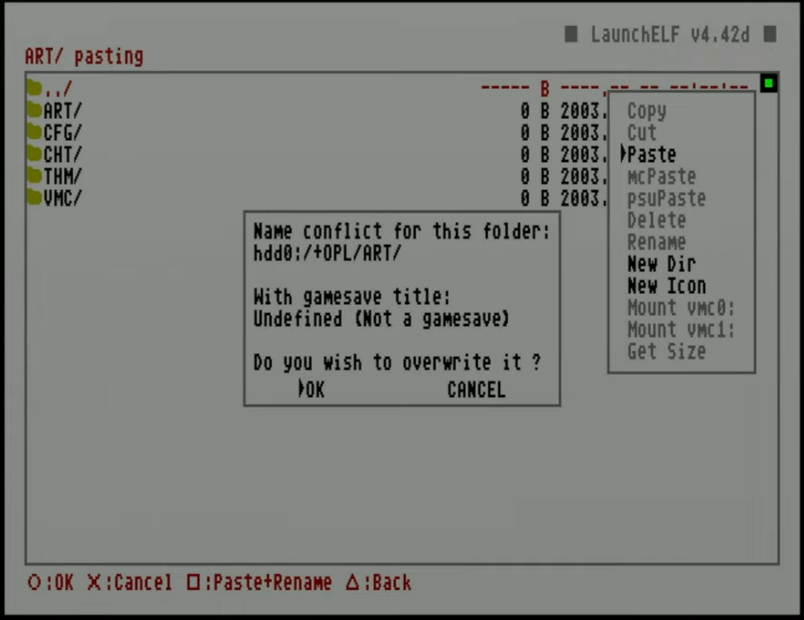 ■ LaunchELF v4.42d ■
ART/ pasting
../ ----- B ----.-- -- --:--:--
ART/ 0 B 2003.
CFG/ 0 B 2003.
CHT/ 0 B 2003.
THM/ 0 B 2003.
VMC/ 0 B 2003.
Copy
Cut
Paste
mcPaste
psuPaste
Delete
Rename
New Dir
New Icon
Mount vmc0:
Mount vmc1:
Get Size
Name conflict for this folder:
hdd0:/+OPL/ART/
With gamesave title:
Undefined (Not a gamesave)
Do you wish to overwrite it ?
OK CANCEL
○:OK ×:Cancel □:Paste+Rename △:Back